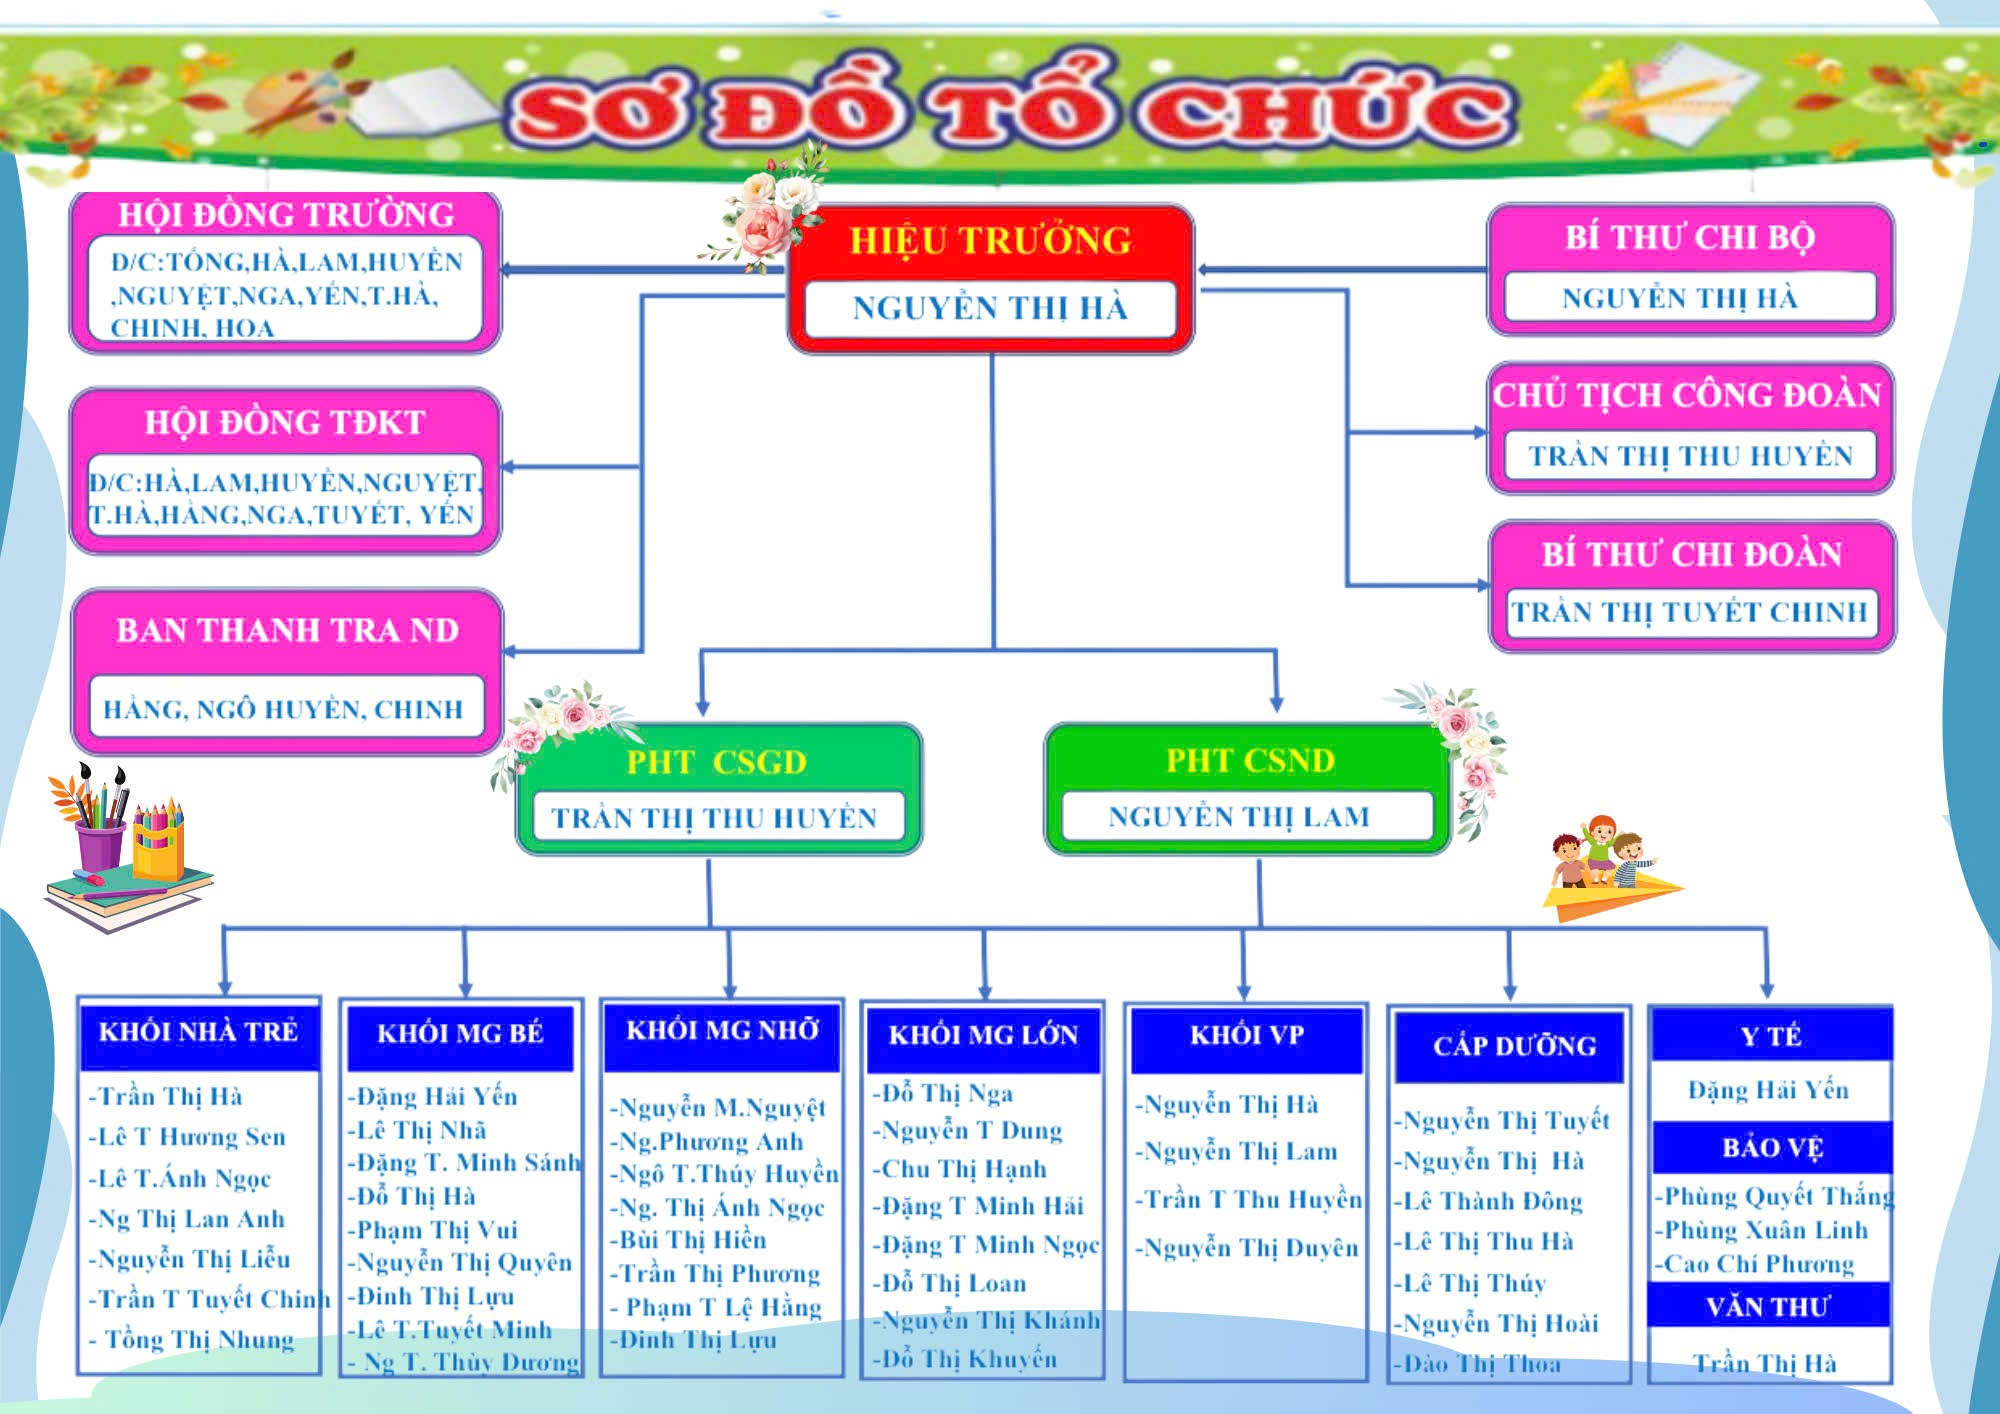 SƠ ĐỒ TỔ CHỨC
HỘI ĐỒNG TRƯỜNG
Đ/C:TÓNG,HÀ,LAM,HUYỀN
,NGUYỆT,NGA,YẾN,T.HÀ,
CHINH, HOA
HIỆU TRƯỞNG
NGUYỄN THỊ HÀ
BÍ THƯ CHI BỘ
NGUYỄN THỊ HÀ
HỘI ĐỒNG TĐKT
Đ/C:HÀ,LAM,HUYỀN,NGUYỆT,
T.HÀ,HẰNG,NGA,TUYẾT, YẾN
CHỦ TỊCH CÔNG ĐOÀN
TRẦN THỊ THU HUYỀN
BÍ THƯ CHI ĐOÀN
TRẦN THỊ TUYẾT CHINH
BAN THANH TRA ND
HẰNG, NGÔ HUYỀN, CHINH
PHT CSGD
TRẦN THỊ THU HUYỀN
PHT CSND
NGUYỄN THỊ LAM
KHỐI NHÀ TRẺ
-Trần Thị Hà
-Lê T Hương Sen
-Lê T.Ánh Ngọc
-Ng Thị Lan Anh
-Nguyễn Thị Liễu
-Trần T Tuyết Chinh
- Tồng Thị Nhung
KHỐI MG BÉ
-Đặng Hải Yến
-Lê Thị Nhã
-Đặng T. Minh Sánh
-Đỗ Thị Hà
-Phạm Thị Vui
-Nguyễn Thị Quyên
-Đinh Thị Lựu
-Lê T.Tuyết Minh
- Ng T. Thùy Dương
KHỐI MG NHỠ
-Nguyễn M.Nguyệt
-Ng.Phương Anh
-Ngô T.Thúy Huyền
-Ng. Thị Ánh Ngọc
-Bùi Thị Hiền
-Trần Thị Phương
- Phạm T Lệ Hằng
-Đinh Thị Lựu
KHỐI MG LỚN
-Đỗ Thị Nga
-Nguyễn T Dung
-Chu Thị Hạnh
-Đặng T Minh Hải
-Đặng T Minh Ngọc
-Đỗ Thị Loan
-Nguyễn Thị Khánh
-Đỗ Thị Khuyến
KHỐI VP
-Nguyễn Thị Hà
-Nguyễn Thị Lam
-Trần T Thu Huyền
-Nguyễn Thị Duyên
CẤP DƯỠNG
-Nguyễn Thị Tuyết
-Nguyễn Thị Hà
-Lê Thành Đông
-Lê Thị Thu Hà
-Lê Thị Thúy
-Nguyễn Thị Hoài
-Đào Thị Thoa
Y TẾ
Đặng Hải Yến
BẢO VỆ
-Phùng Quyết Thắng
-Phùng Xuân Linh
-Cao Chí Phương
VĂN THƯ
Trần Thị Hà